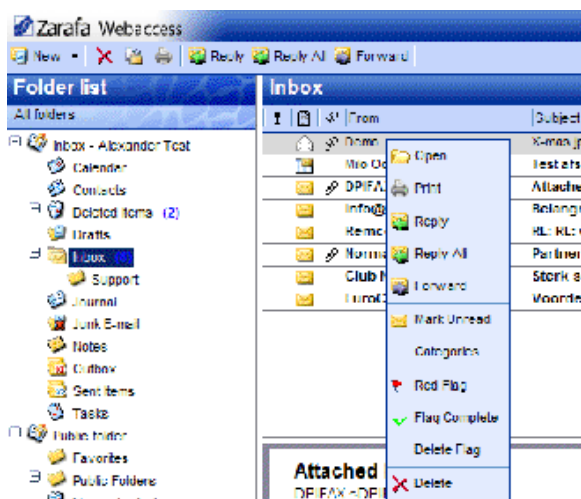 Zarafa Webaccess
New Reply Reply All Forward
Folder list
All folders
Inbox - Alexander Test
Calendar
Contacts
Deleted Items (2)
Drafts
Inbox
Support
Journal
Junk E-mail
Notes
Outbox
Sent Items
Tasks
Public folder
Favorites
Public Folders
Inbox
From Subject
Demo X-mas
Test
DPIFAX Attache
Info@ Belangr
Remco RE: RE:
Norma Partner
Club Sterk s
EuroC Voorde
Open
Print
Reply
Reply All
Forward
Mark Unread
Categories
Red Flag
Flag Complete
Delete Flag
Delete
Attached
DPIFAX